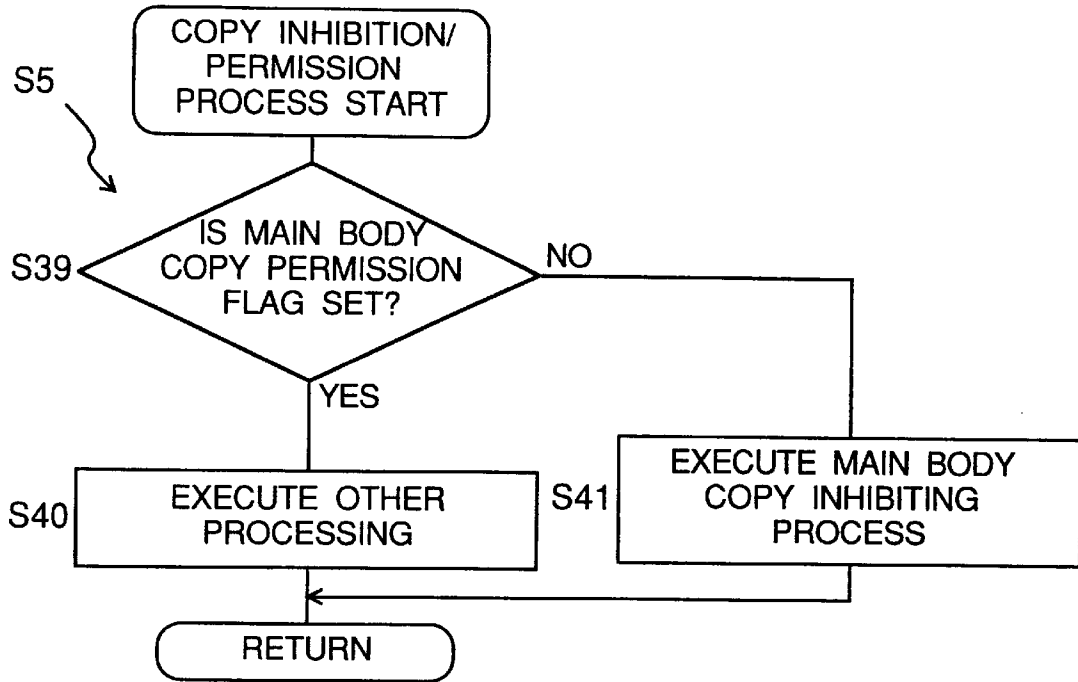 COPY INHIBITION/
PERMISSION
PROCESS START
S5
IS MAIN BODY
COPY PERMISSION
FLAG SET?
S39
NO
YES
EXECUTE OTHER
PROCESSING
S40
EXECUTE MAIN BODY
COPY INHIBITING
PROCESS
S41
RETURN